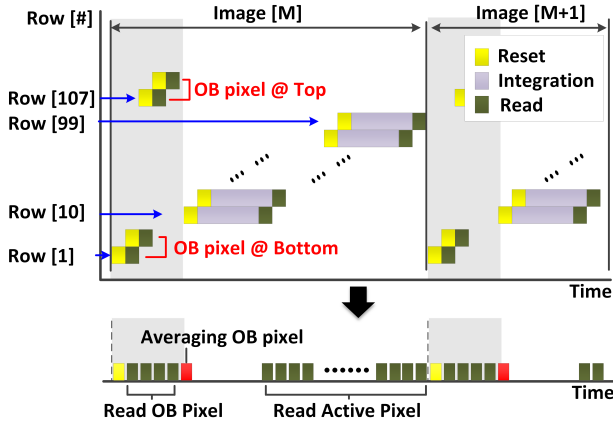 Row [#]
Image [M]
Image [M+1]
Reset
Integration
Read
OB pixel @ Top
Row [107]
Row [99]
Row [10]
OB pixel @ Bottom
Row [1]
Time
Averaging OB pixel
Time
Read OB Pixel
Read Active Pixel